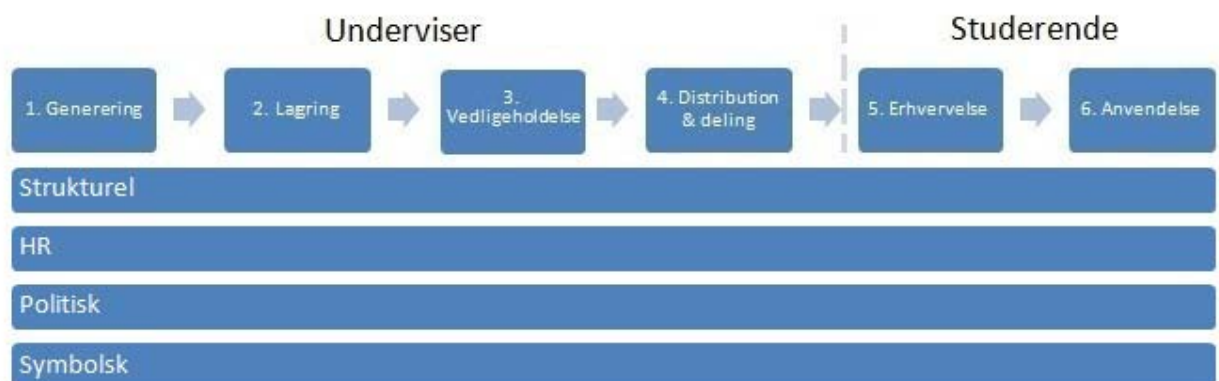 Underviser
Studerende
1. Generering
2. Lagring
3.
Vedligeholdelse
4. Distribution
& deling
5. Erhvervelse
6. Anvendelse
Strukturel
HR
Politisk
Symbolsk